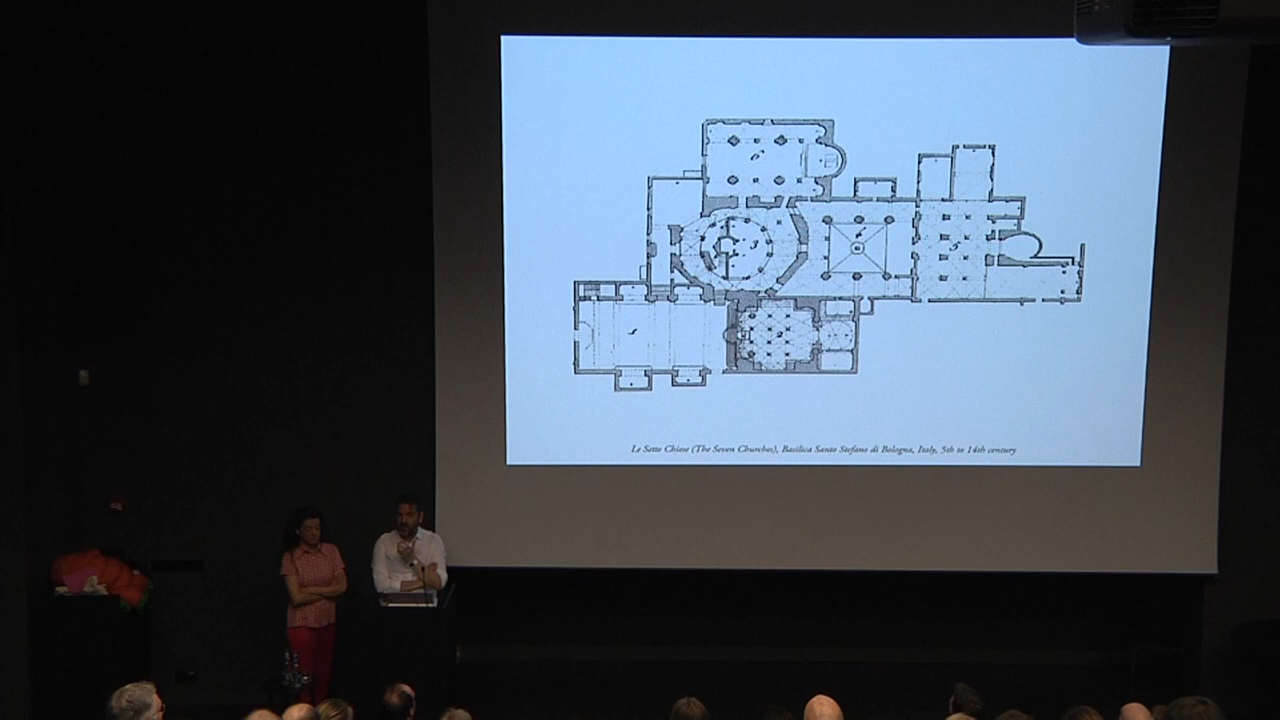 Le Sette Chiese (The Seven Churches), Basilica Santo Stefano di Bologna, Italy, 5th to 14th century